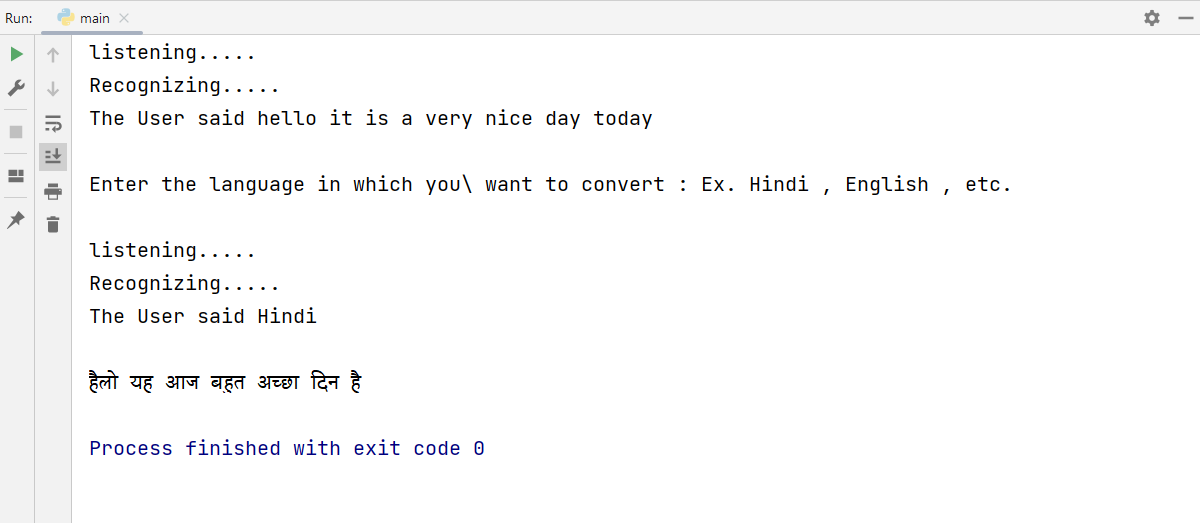 Run: main
listening.....
Recognizing.....
The User said hello it is a very nice day today
Enter the language in which you\ want to convert : Ex. Hindi , English , etc.
listening.....
Recognizing.....
The User said Hindi
हैलो यह आज बहुत अच्छा दिन है
Process finished with exit code 0